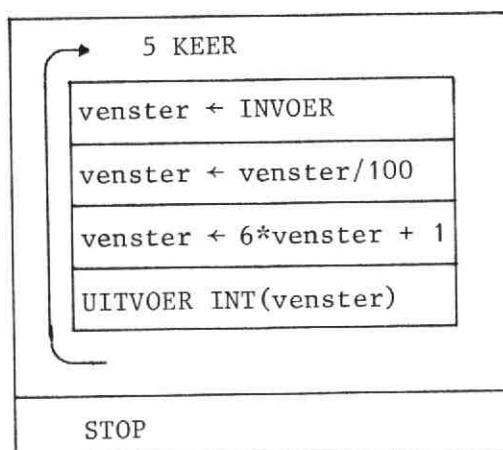 5 KEER
venster ← INVOER
venster ← venster/100
venster ← 6*venster + 1
UITVOER INT(venster)
STOP